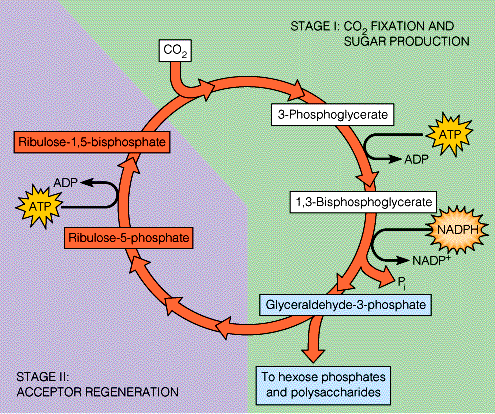 STAGE I: CO2 FIXATION AND
SUGAR PRODUCTION
CO2
3-Phosphoglycerate
ATP
ADP
Ribulose-1,5-bisphosphate
ADP
ATP
1,3-Bisphosphoglycerate
NADPH
NADP+
Ribulose-5-phosphate
Pi
Glyceraldehyde-3-phosphate
STAGE II:
ACCEPTOR REGENERATION
To hexose phosphates
and polysaccharides